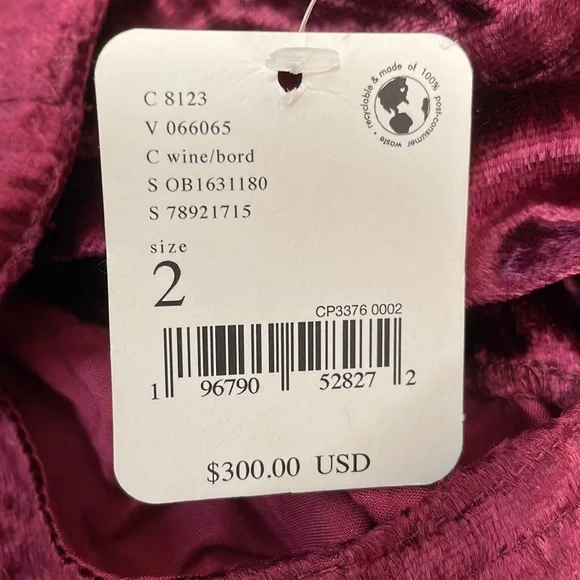 recyclable & made of 100% post-consumer waste •
C 8123
V 066065
C wine/bord
S OB1631180
S 78921715
size
2
CP3376 0002
1 96790 52827 2
$300.00 USD